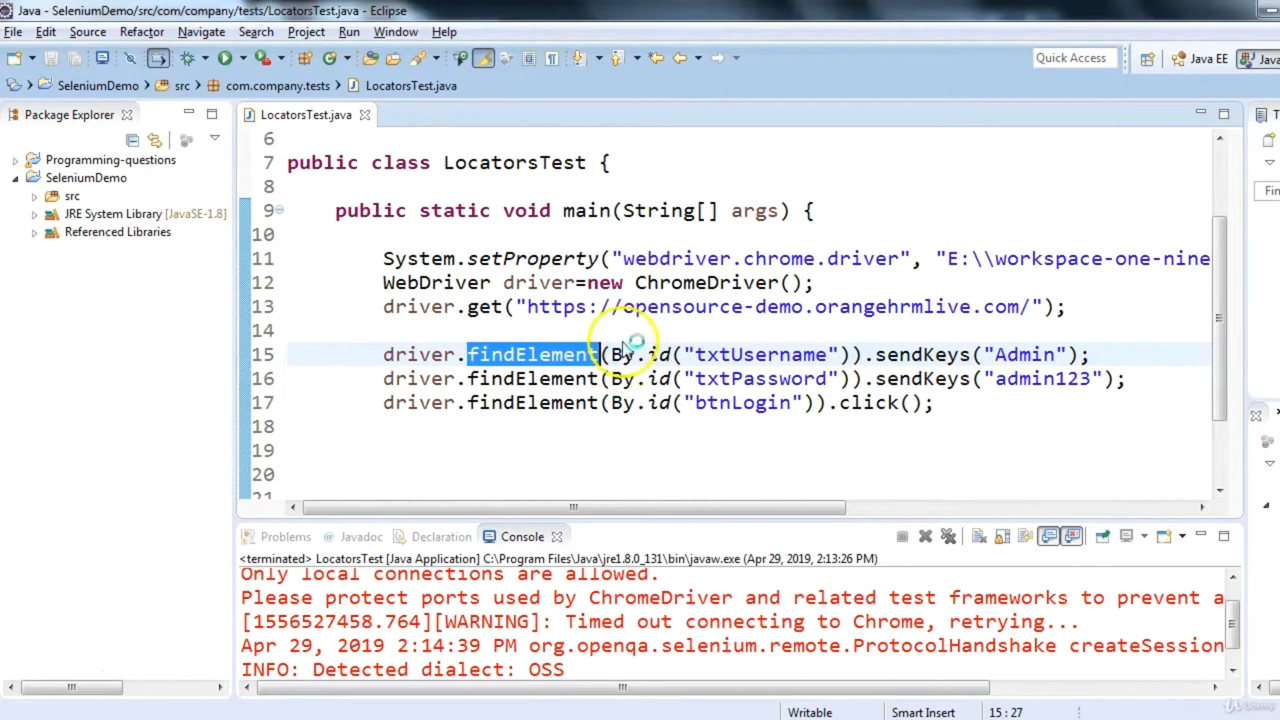 Java - SeleniumDemo/src/com/company/tests/LocatorsTest.java - Eclipse
File Edit Source Refactor Navigate Search Project Run Window Help
Quick Access Java EE Java
SeleniumDemo src com.company.tests LocatorsTest.java
Package Explorer
Programming-questions
SeleniumDemo
src
JRE System Library [JavaSE-1.8]
Referenced Libraries
LocatorsTest.java
6
7 public class LocatorsTest {
8
9 public static void main(String[] args) {
10
11 System.setProperty("webdriver.chrome.driver", "E:\\workspace-one-nine
12 WebDriver driver=new ChromeDriver();
13 driver.get("https://opensource-demo.orangehrmlive.com/");
14
15 driver.findElement(By.id("txtUsername")).sendKeys("Admin");
16 driver.findElement(By.id("txtPassword")).sendKeys("admin123");
17 driver.findElement(By.id("btnLogin")).click();
18
19
20
21
T
Fin
Problems Javadoc Declaration Console
<terminated> LocatorsTest [Java Application] C:\Program Files\Java\jre1.8.0_131\bin\javaw.exe (Apr 29, 2019, 2:13:26 PM)
Only local connections are allowed.
Please protect ports used by ChromeDriver and related test frameworks to prevent a
[1556527458.764][WARNING]: Timed out connecting to Chrome, retrying...
Apr 29, 2019 2:14:39 PM org.openqa.selenium.remote.ProtocolHandshake createSession
INFO: Detected dialect: OSS
Writable Smart Insert 15 : 27
Udemy